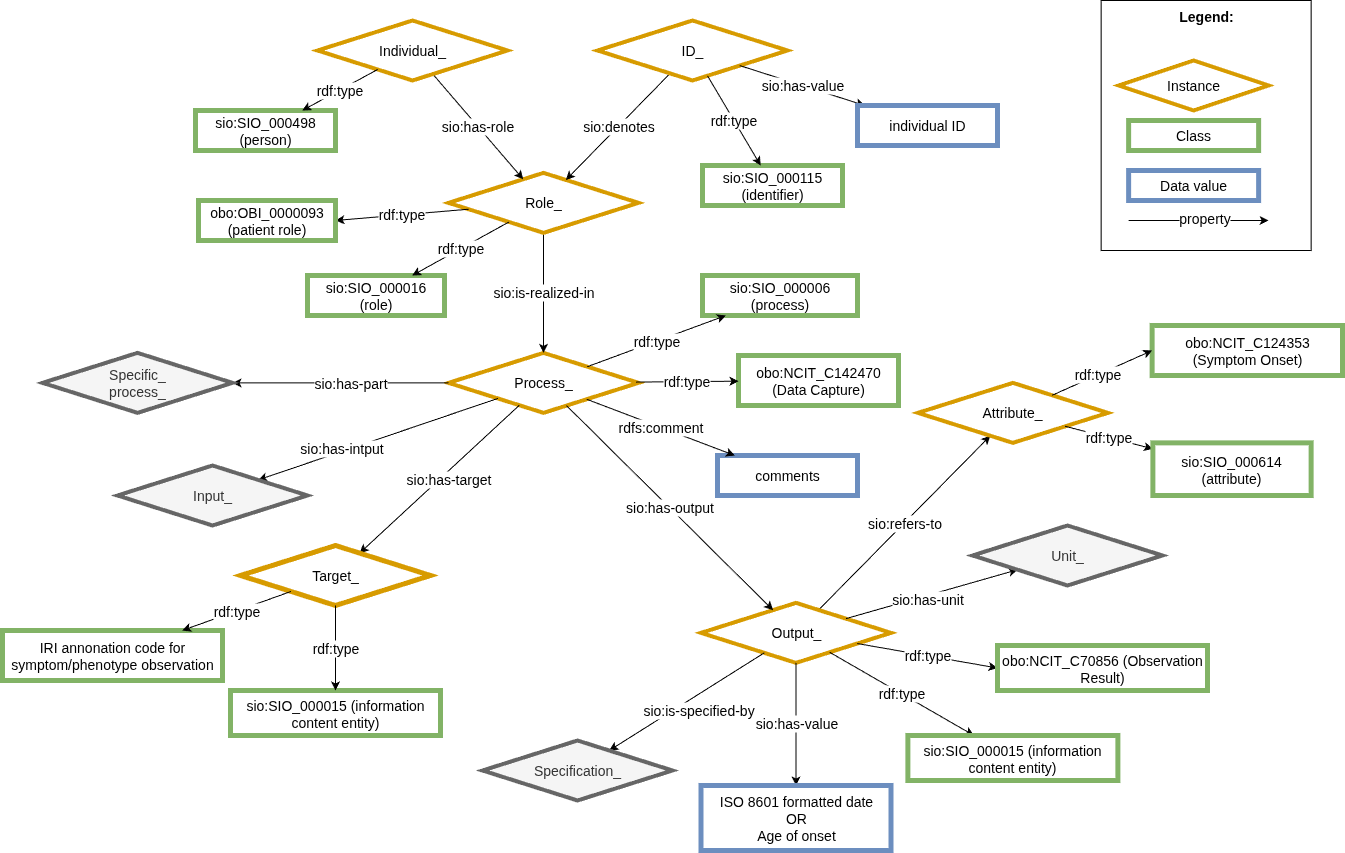 Legend:
Individual_
ID_
Instance
rdf:type
sio:has-value
sio:SIO_000498
(person)
sio:has-role
sio:denotes
rdf:type
individual ID
Class
sio:SIO_000115
(identifier)
Data value
obo:OBI_0000093
(patient role)
rdf:type
Role_
property
rdf:type
sio:SIO_000016
(role)
sio:is-realized-in
sio:SIO_000006
(process)
rdf:type
obo:NCIT_C124353
(Symptom Onset)
Specific_
process_
sio:has-part
Process_
rdf:type
obo:NCIT_C142470
(Data Capture)
rdf:type
Attribute_
rdfs:comment
rdf:type
sio:has-intput
sio:SIO_000614
(attribute)
comments
sio:has-target
Input_
sio:has-output
sio:refers-to
Unit_
Target_
sio:has-unit
rdf:type
Output_
IRI annonation code for
symptom/phenotype observation
rdf:type
rdf:type
obo:NCIT_C70856 (Observation
Result)
rdf:type
sio:SIO_000015 (information
content entity)
sio:is-specified-by
sio:has-value
sio:SIO_000015 (information
content entity)
Specification_
ISO 8601 formatted date
OR
Age of onset